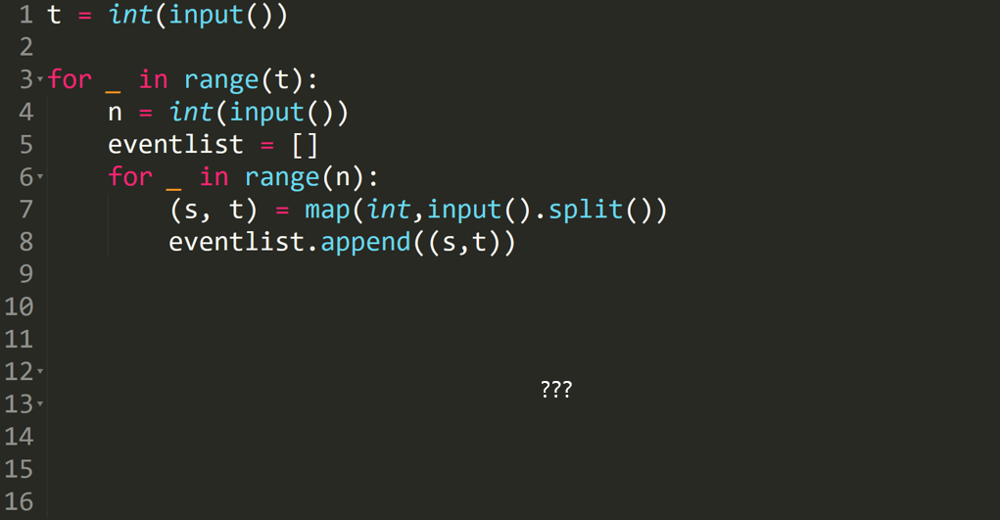 1 t = int(input())
2
3 for _ in range(t):
4     n = int(input())
5     eventlist = []
6     for _ in range(n):
7         (s, t) = map(int,input().split())
8         eventlist.append((s,t))
9
10
11
12
???
13
14
15
16